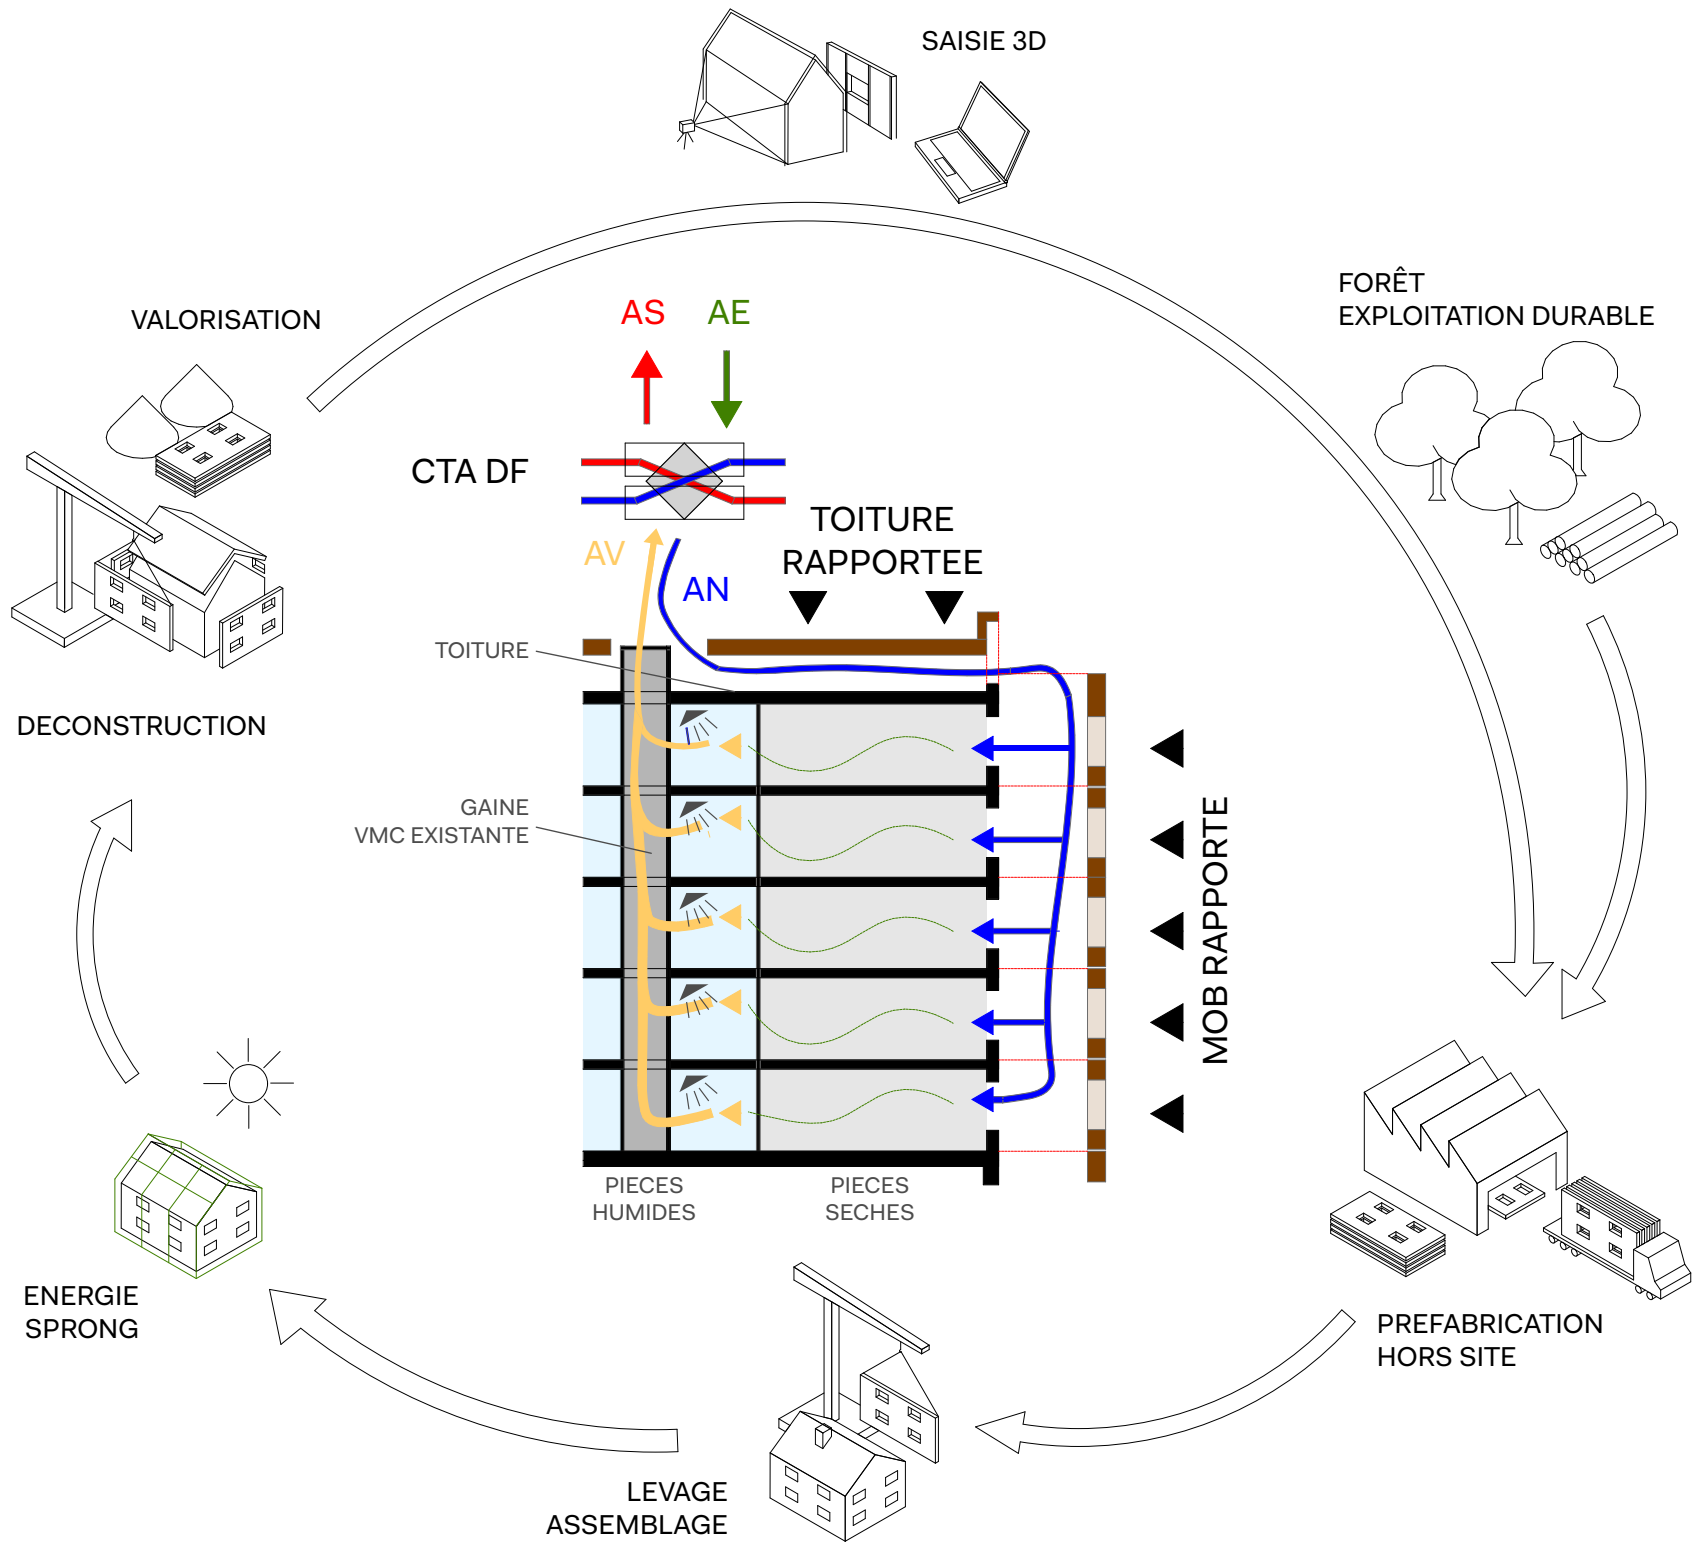 SAISIE 3D
FORÊT
EXPLOITATION DURABLE
VALORISATION
AS
AE
CTA DF
TOITURE
RAPPORTEE
AV
AN
TOITURE
DECONSTRUCTION
GAINE
VMC EXISTANTE
MOB RAPPORTE
PIECES
HUMIDES
PIECES
SECHES
ENERGIE
SPRONG
PREFABRICATION
HORS SITE
LEVAGE
ASSEMBLAGE